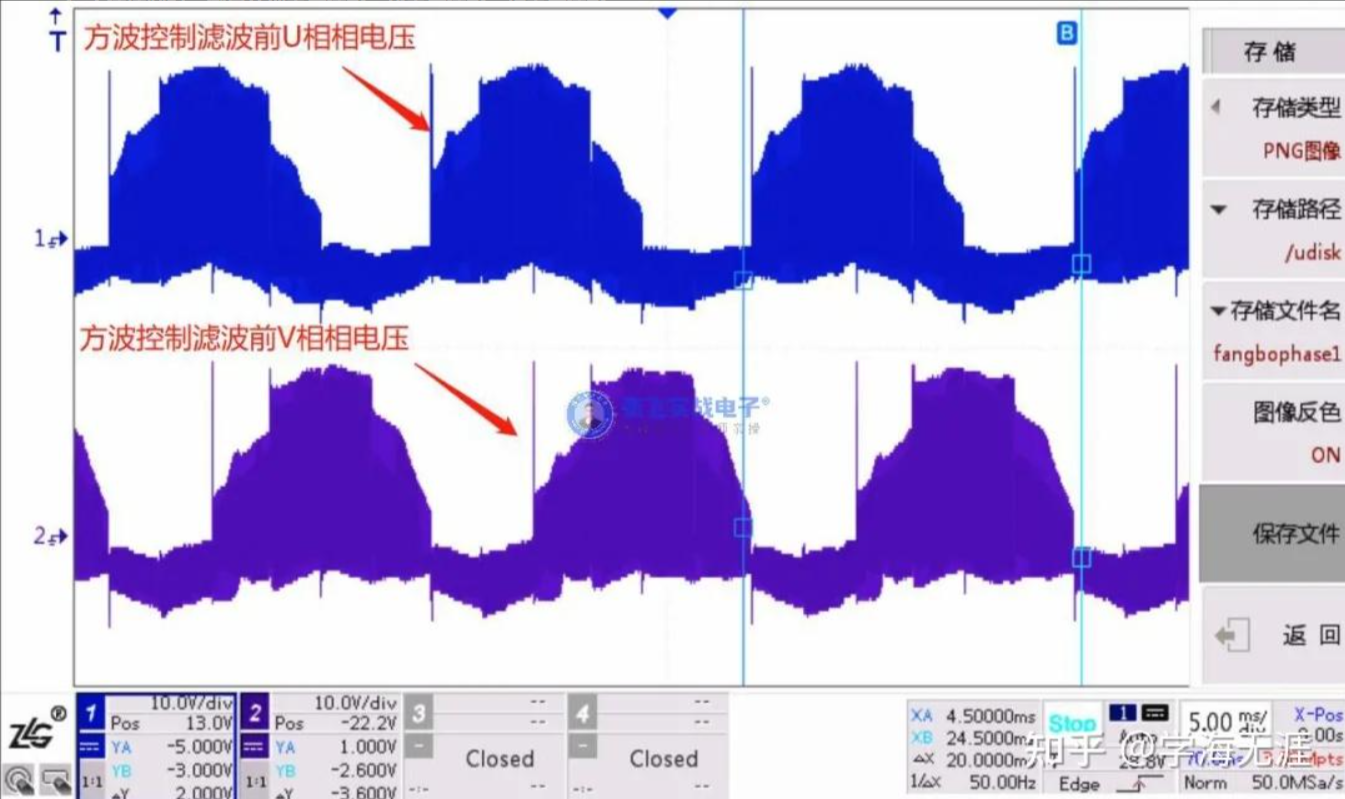 T
方波控制滤波前U相相电压
B
1
方波控制滤波前V相相电压
2
存储
存储类型
PNG图像
存储路径
/udisk
存储文件名
fangbophase1
图像反色
ON
保存文件
返回
ZLG®
1 10.0V/div
Pos 13.0V
YA -5.000V
YB -3.000V
1:1 ▵Y 2.000V
2 10.0V/div
Pos -22.2V
YA 1.000V
YB -2.600V
1:1 ▵Y -3.600V
3 --
--
Closed
--
4 --
--
Closed
--
XA 4.50000ms
XB 24.5000ms
▵X 20.0000ms
1/▵X 50.00Hz
Stop 1
Auto
Edge
5.00 ms/div
X-Pos
0.00s
Norm 50.0MSa/s
知乎 @学海无涯